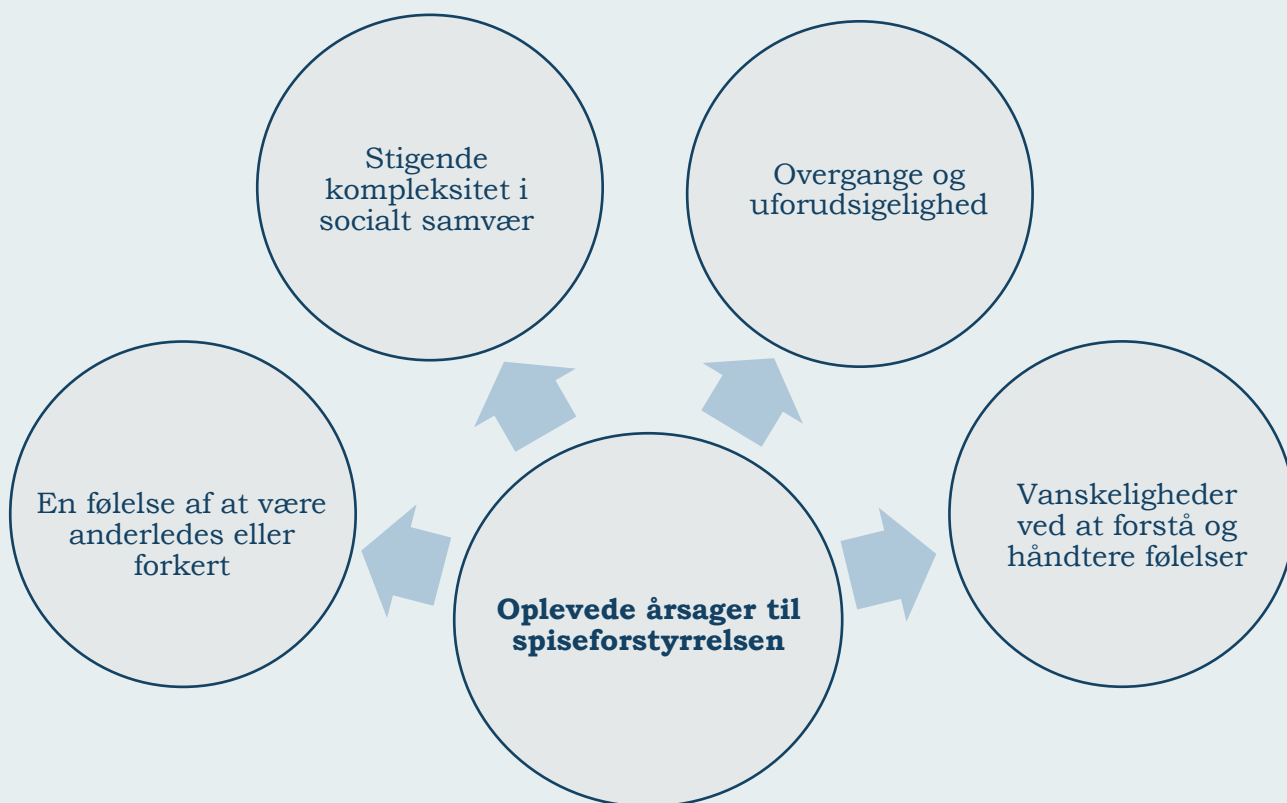 Stigende
kompleksitet i
socialt samvær
Overgange og
uforudsigelighed
En følelse af at være
anderledes eller
forkert
Vanskeligheder
ved at forstå og
håndtere følelser
Oplevede årsager til
spiseforstyrrelsen